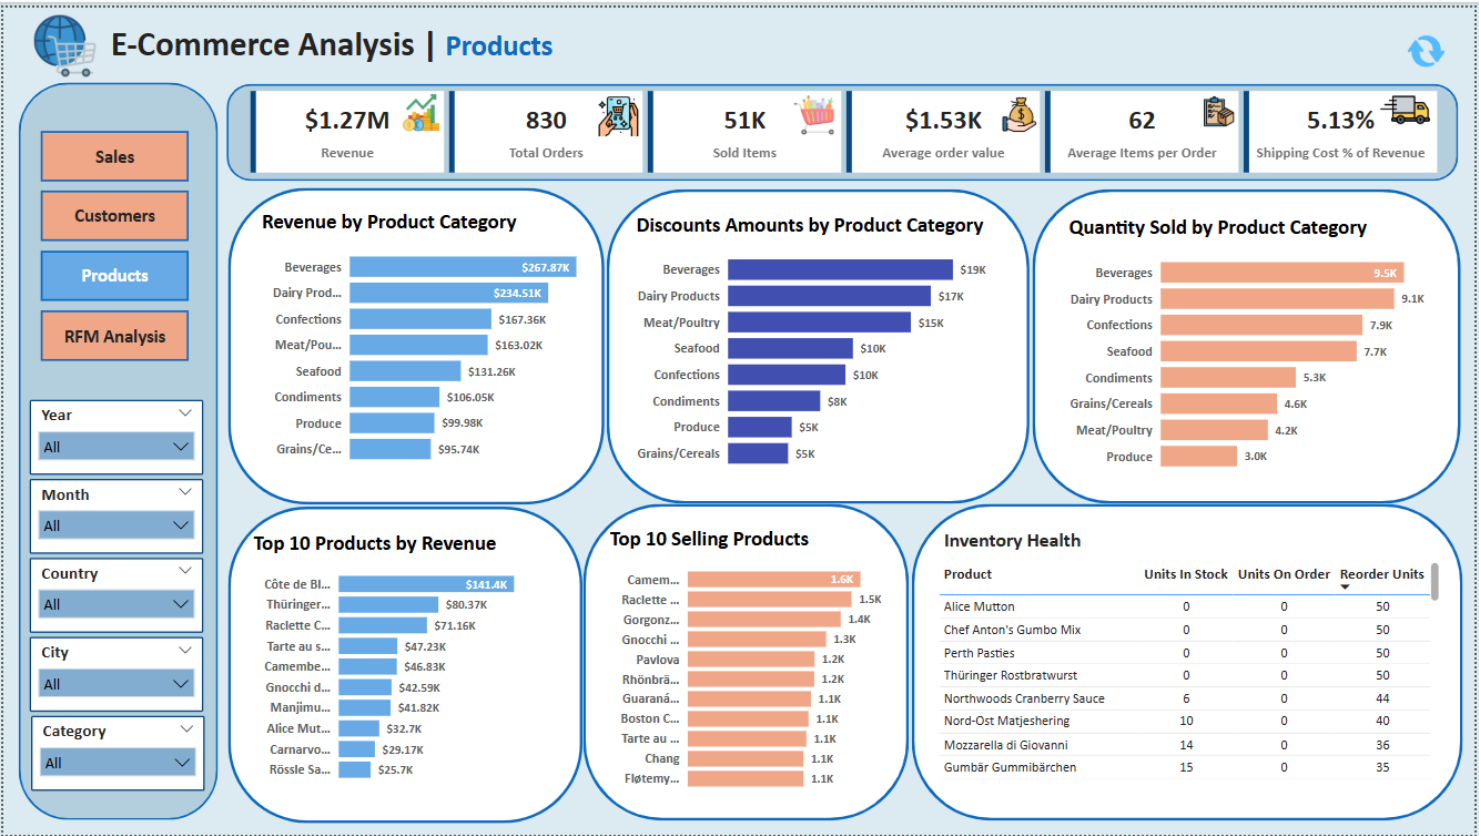 E-Commerce Analysis | Products
Sales
Customers
Products
RFM Analysis
Year
All
Month
All
Country
All
City
All
Category
All
$1.27M
Revenue
830
Total Orders
51K
Sold Items
$1.53K
Average order value
62
Average Items per Order
5.13%
Shipping Cost % of Revenue
Revenue by Product Category
Beverages $267.87K
Dairy Prod... $234.51K
Confections $167.36K
Meat/Pou... $163.02K
Seafood $131.26K
Condiments $106.05K
Produce $99.98K
Grains/Ce... $95.74K
Discounts Amounts by Product Category
Beverages $19K
Dairy Products $17K
Meat/Poultry $15K
Seafood $10K
Confections $10K
Condiments $8K
Produce $5K
Grains/Cereals $5K
Quantity Sold by Product Category
Beverages 9.5K
Dairy Products 9.1K
Confections 7.9K
Seafood 7.7K
Condiments 5.3K
Grains/Cereals 4.6K
Meat/Poultry 4.2K
Produce 3.0K
Top 10 Products by Revenue
Côte de Bl... $141.4K
Thüringer... $80.37K
Raclette C... $71.16K
Tarte au s... $47.23K
Camembe... $46.83K
Gnocchi d... $42.59K
Manjimu... $41.82K
Alice Mut... $32.7K
Carnarvo... $29.17K
Rössle Sa... $25.7K
Top 10 Selling Products
Camem... 1.6K
Raclette ... 1.5K
Gorgonz... 1.4K
Gnocchi ... 1.3K
Pavlova 1.2K
Rhönbrä... 1.2K
Guaraná... 1.1K
Boston C... 1.1K
Tarte au ... 1.1K
Chang 1.1K
Fløtemy... 1.1K
Inventory Health
Product Units In Stock Units On Order Reorder Units
Alice Mutton 0 0 50
Chef Anton's Gumbo Mix 0 0 50
Perth Pasties 0 0 50
Thüringer Rostbratwurst 0 0 50
Northwoods Cranberry Sauce 6 0 44
Nord-Ost Matjeshering 10 0 40
Mozzarella di Giovanni 14 0 36
Gumbär Gummibärchen 15 0 35